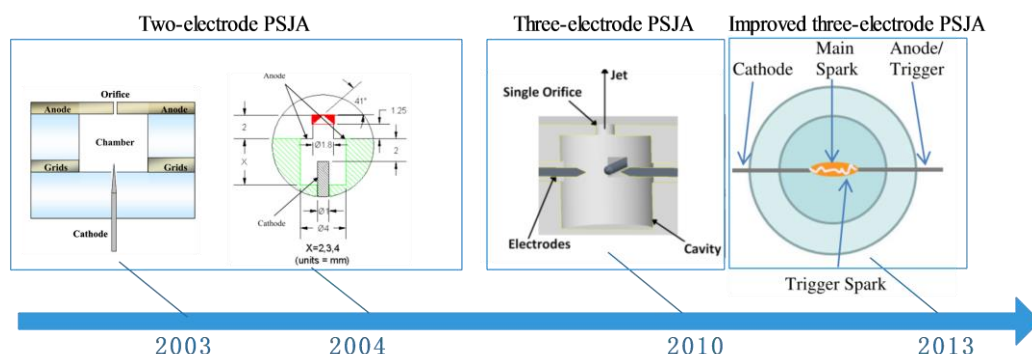 Two-electrode PSJA
Three-electrode PSJA
Improved three-electrode PSJA
Orifice
Anode
Anode
Chamber
Grids
Grids
Cathode
Anode
41°
1.25
2
Ø1.8
2
X
Cathode
Ø1
Ø4
X=2,3,4
(units = mm)
Jet
Single Orifice
Electrodes
Cavity
Main
Spark
Anode/
Trigger
Cathode
Trigger Spark
2003
2004
2010
2013